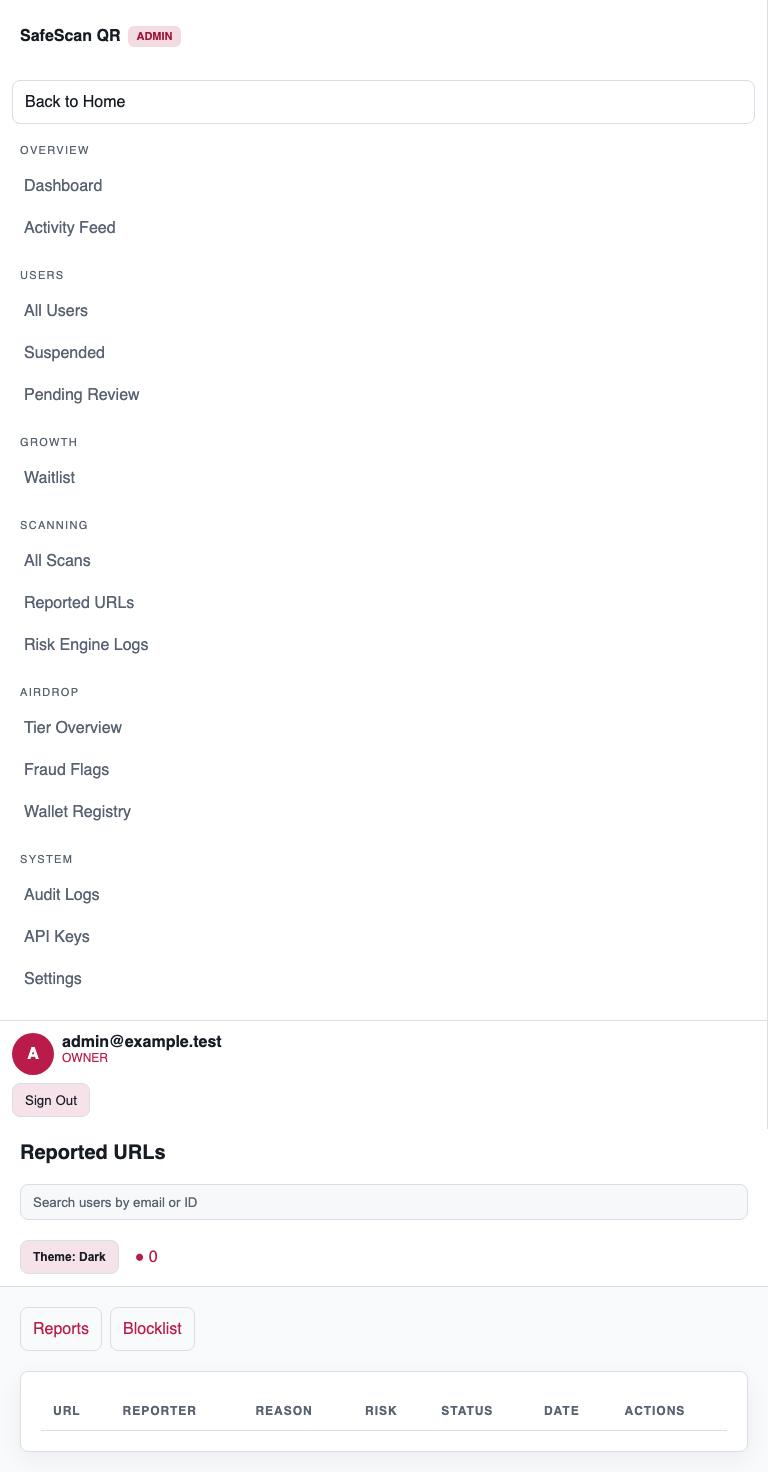 SafeScan QR ADMIN
Back to Home
OVERVIEW
Dashboard
Activity Feed
USERS
All Users
Suspended
Pending Review
GROWTH
Waitlist
SCANNING
All Scans
Reported URLs
Risk Engine Logs
AIRDROP
Tier Overview
Fraud Flags
Wallet Registry
SYSTEM
Audit Logs
API Keys
Settings
A
admin@example.test
OWNER
Sign Out
Reported URLs
Search users by email or ID
Theme: Dark ● 0
Reports Blocklist
URL REPORTER REASON RISK STATUS DATE ACTIONS